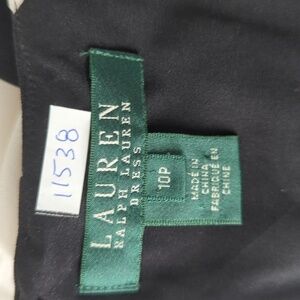 11538
LAUREN
RALPH LAUREN
DRESS
10P
MADE IN
CHINA
FABRIQUÉ EN
CHINE